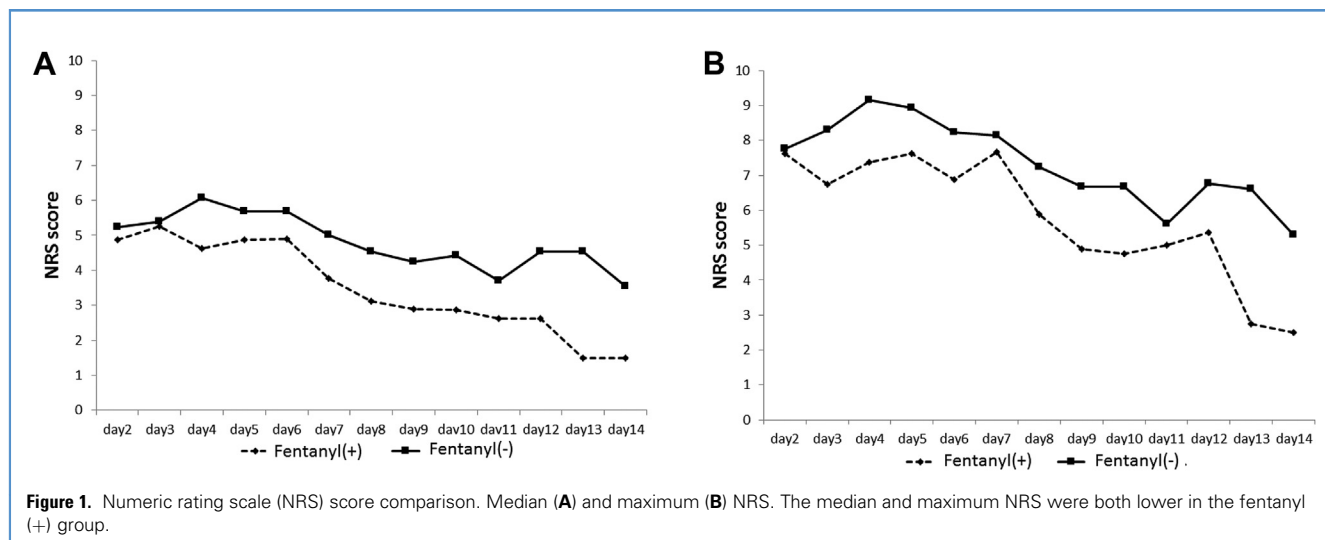 A
10
9
8
7
6
5
4
3
2
1
0
NRS score
day2 day3 day4 day5 day6 day7 day8 day9 day10 day11 day12 day13 day14
Fentanyl(+) Fentanyl(-)
B
10
9
8
7
6
5
4
3
2
1
0
NRS score
day2 day3 day4 day5 day6 day7 day8 day9 day10 day11 day12 day13 day14
Fentanyl(+) Fentanyl(-) .
Figure 1. Numeric rating scale (NRS) score comparison. Median (A) and maximum (B) NRS. The median and maximum NRS were both lower in the fentanyl
(+) group.